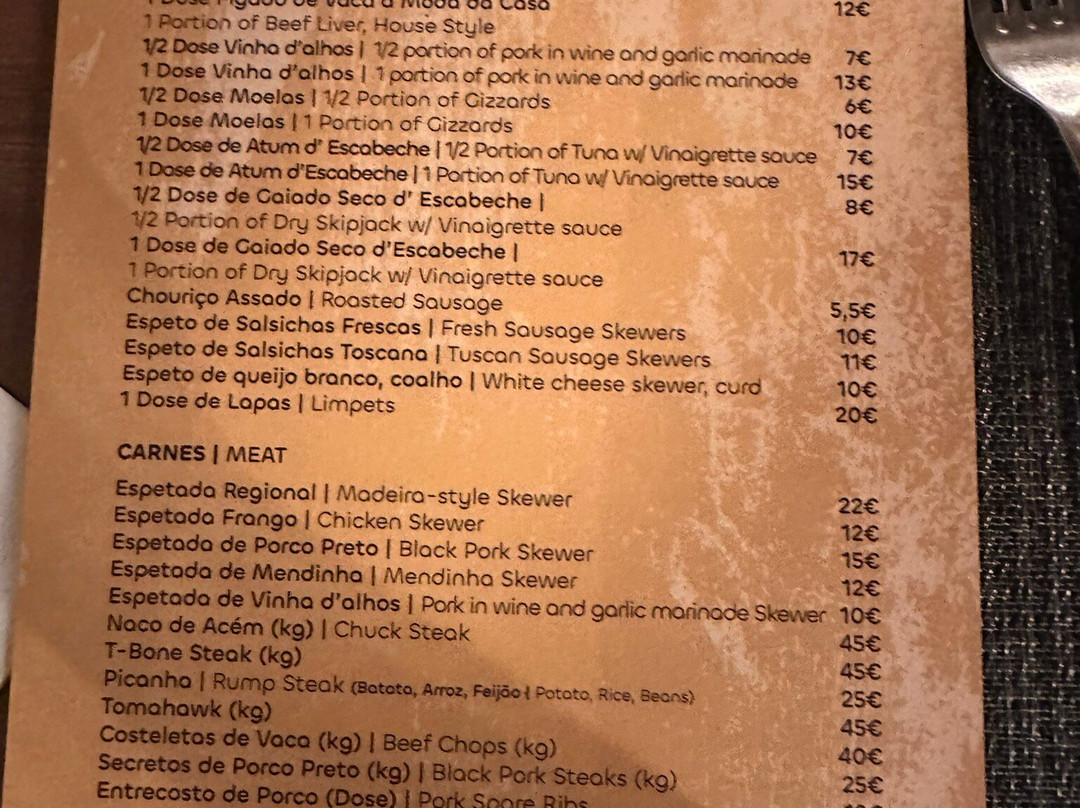 1 Dose Fígado de Vaca à Moda da Casa 12€
1 Portion of Beef Liver, House Style
1/2 Dose Vinha d'alhos | 1/2 portion of pork in wine and garlic marinade 7€
1 Dose Vinha d'alhos | 1 portion of pork in wine and garlic marinade 13€
1/2 Dose Moelas | 1/2 Portion of Gizzards 6€
1 Dose Moelas | 1 Portion of Gizzards 10€
1/2 Dose de Atum d' Escabeche | 1/2 Portion of Tuna w/ Vinaigrette sauce 7€
1 Dose de Atum d'Escabeche | 1 Portion of Tuna w/ Vinaigrette sauce 15€
1/2 Dose de Gaiado Seco d' Escabeche | 8€
1/2 Portion of Dry Skipjack w/ Vinaigrette sauce
1 Dose de Gaiado Seco d'Escabeche | 17€
1 Portion of Dry Skipjack w/ Vinaigrette sauce
Chouriço Assado | Roasted Sausage 5,5€
Espeto de Salsichas Frescas | Fresh Sausage Skewers 10€
Espeto de Salsichas Toscana | Tuscan Sausage Skewers 11€
Espeto de queijo branco, coalho | White cheese skewer, curd 10€
1 Dose de Lapas | Limpets 20€
CARNES | MEAT
Espetada Regional | Madeira-style Skewer 22€
Espetada Frango | Chicken Skewer 12€
Espetada de Porco Preto | Black Pork Skewer 15€
Espetada de Mendinha | Mendinha Skewer 12€
Espetada de Vinha d'alhos | Pork in wine and garlic marinade Skewer 10€
Naco de Acém (kg) | Chuck Steak 45€
T-Bone Steak (kg) 45€
Picanha | Rump Steak (Batata, Arroz, Feijão | Potato, Rice, Beans) 25€
Tomahawk (kg) 45€
Costeletas de Vaca (kg) | Beef Chops (kg) 40€
Secretos de Porco Preto (kg) | Black Pork Steaks (kg) 25€
Entrecosto de Porco (Dose) | Pork Spare Ribs